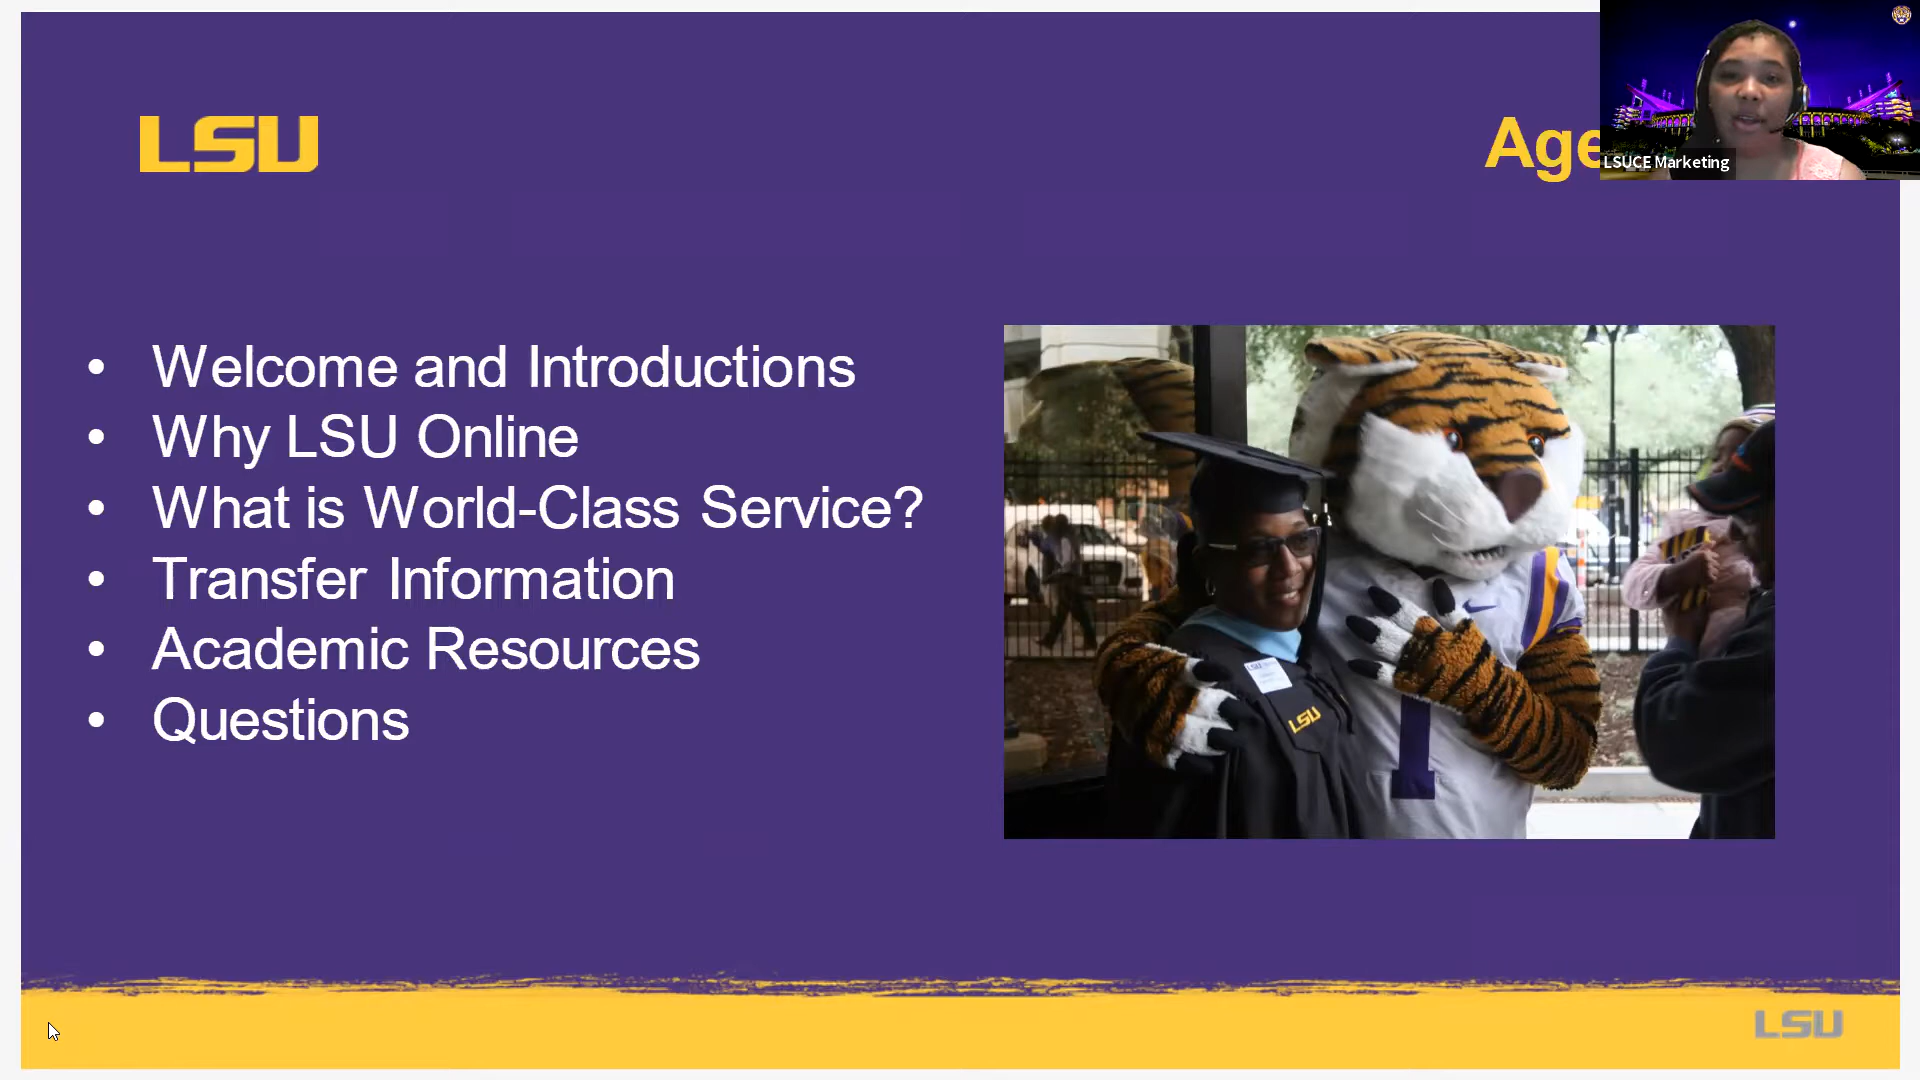 LSU
Age
LSUCE Marketing
• Welcome and Introductions
• Why LSU Online
• What is World-Class Service?
• Transfer Information
• Academic Resources
• Questions
LSU
1
LSU